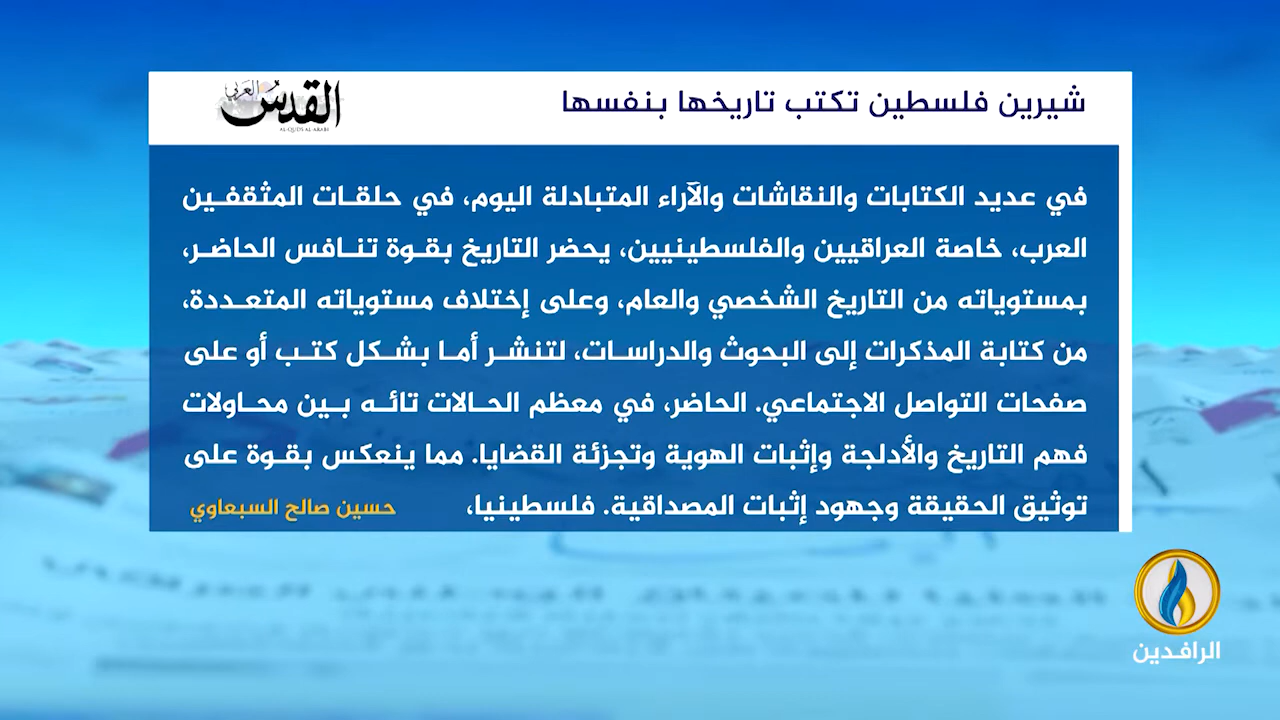 شيرين فلسطين تكتب تاريخها بنفسها
القدس العربي
AL-QUDS AL-ARABI
في عديد الكتابات والنقاشات والآراء المتبادلة اليوم، في حلقات المثقفين
العرب، خاصة العراقيين والفلسطينيين، يحضر التاريخ بقوة تنافس الحاضر،
بمستوياته من التاريخ الشخصي والعام، وعلى إختلاف مستوياته المتعددة،
من كتابة المذكرات إلى البحوث والدراسات، لتنشر أما بشكل كتب أو على
صفحات التواصل الاجتماعي. الحاضر، في معظم الحالات تائه بين محاولات
فهم التاريخ والأدلجة وإثبات الهوية وتجزئة القضايا. مما ينعكس بقوة على
توثيق الحقيقة وجهود إثبات المصداقية. فلسطينيا،
حسين صالح السبعاوي
الرافدين